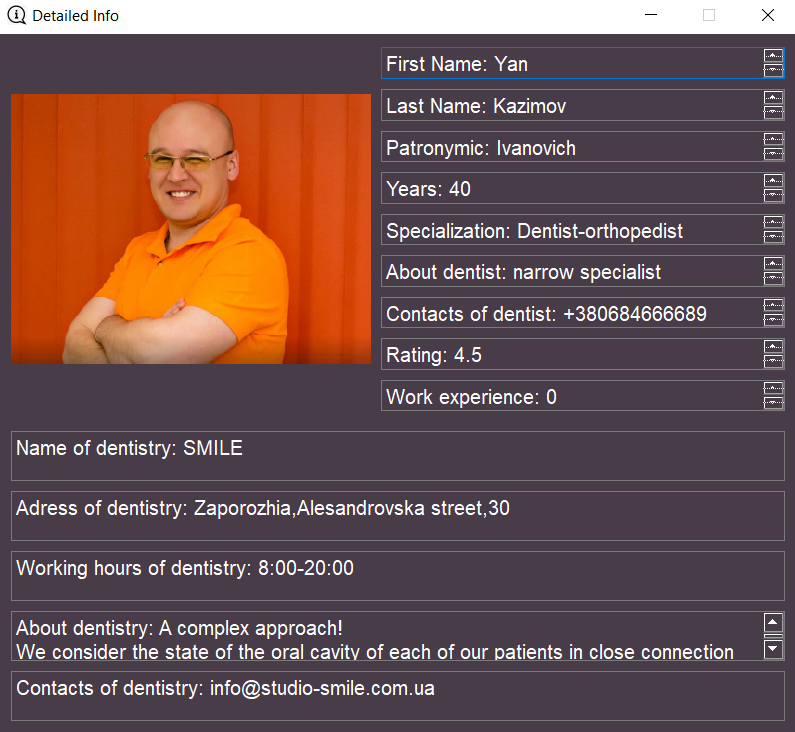 Detailed Info
First Name: Yan
Last Name: Kazimov
Patronymic: Ivanovich
Years: 40
Specialization: Dentist-orthopedist
About dentist: narrow specialist
Contacts of dentist: +380684666689
Rating: 4.5
Work experience: 0
Name of dentistry: SMILE
Adress of dentistry: Zaporozhia,Alesandrovska street,30
Working hours of dentistry: 8:00-20:00
About dentistry: A complex approach!
We consider the state of the oral cavity of each of our patients in close connection
Contacts of dentistry: info@studio-smile.com.ua